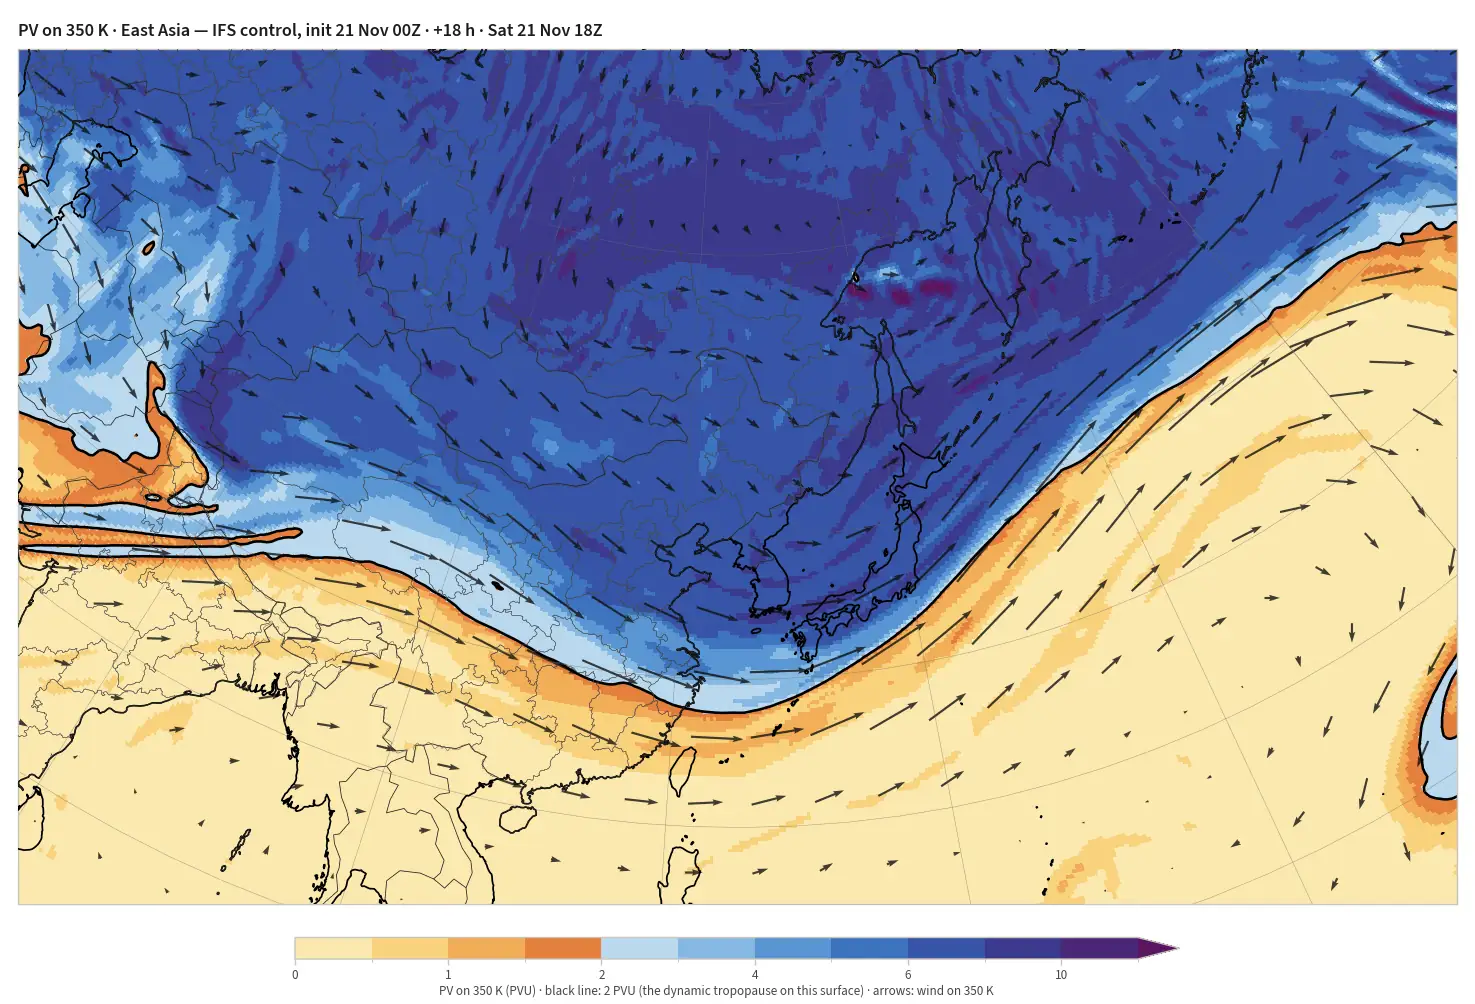 PV on 350 K · East Asia — IFS control, init 21 Nov 00Z · +18 h · Sat 21 Nov 18Z
0 1 2 4 6 10
PV on 350 K (PVU) · black line: 2 PVU (the dynamic tropopause on this surface) · arrows: wind on 350 K